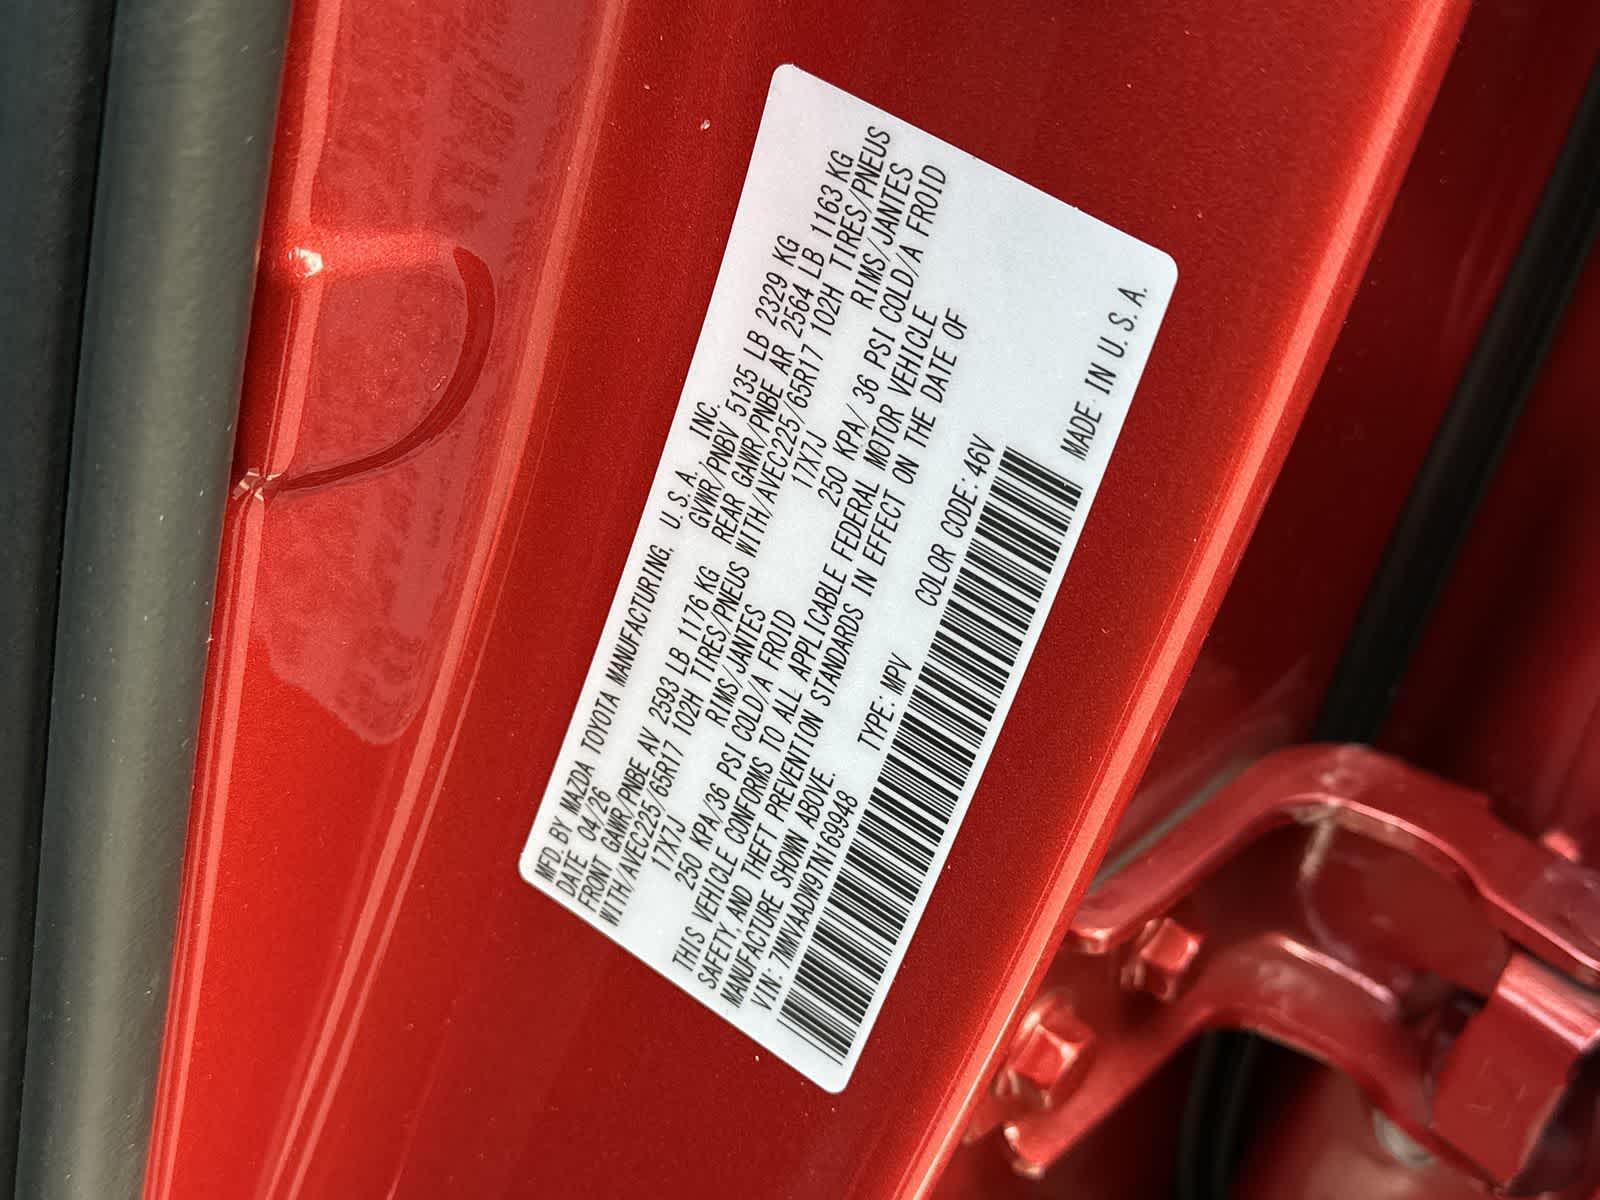 MFD. BY MAZDA TOYOTA MANUFACTURING, U.S.A., INC.
DATE 04/26 GVWR/PNBV 5135 LB 2329 KG
FRONT GAWR/PNBE AV 2593 LB 1176 KG REAR GAWR/PNBE AR 2564 LB 1163 KG
WITH/AVEC225/65R17 102H TIRES/PNEUS WITH/AVEC225/65R17 102H TIRES/PNEUS
17X7J RIMS/JANTES 17X7J RIMS/JANTES
250 KPA/36 PSI COLD/A FROID 250 KPA/ 36 PSI COLD/A FROID
THIS VEHICLE CONFORMS TO ALL APPLICABLE FEDERAL MOTOR VEHICLE
SAFETY, AND THEFT PREVENTION STANDARDS IN EFFECT ON THE DATE OF
MANUFACTURE SHOWN ABOVE.
VIN: 7MMVAADW9TN169948 TYPE: MPV COLOR CODE: 46V
MADE IN U.S.A.